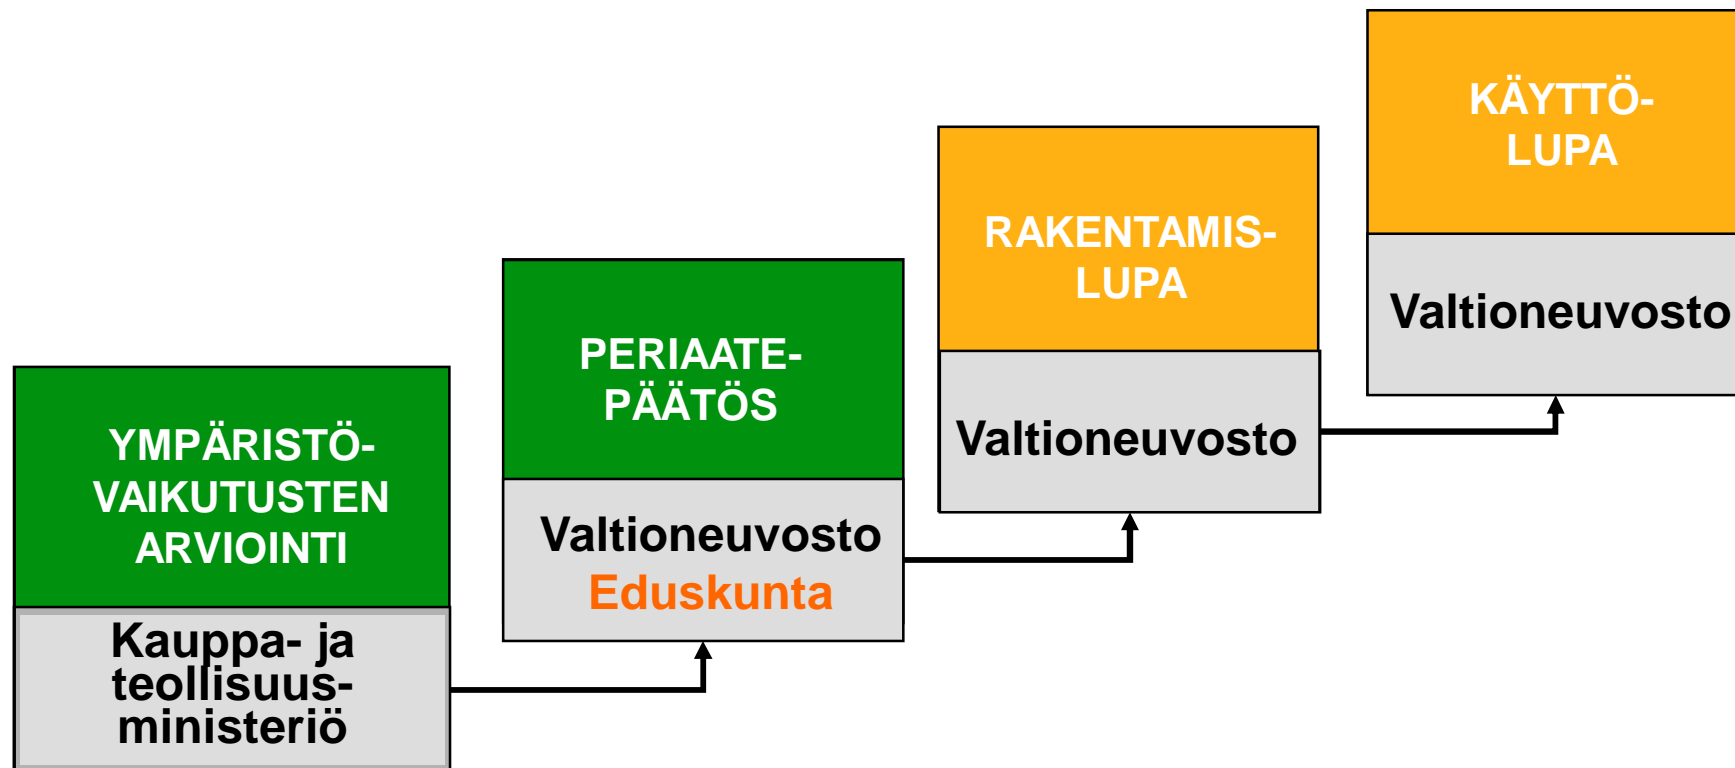 YMPÄRISTÖ-
VAIKUTUSTEN
ARVIOINTI
Kauppa- ja
teollisuus-
ministeriö
PERIAATE-
PÄÄTÖS
Valtioneuvosto
Eduskunta
RAKENTAMIS-
LUPA
Valtioneuvosto
KÄYTTÖ-
LUPA
Valtioneuvosto